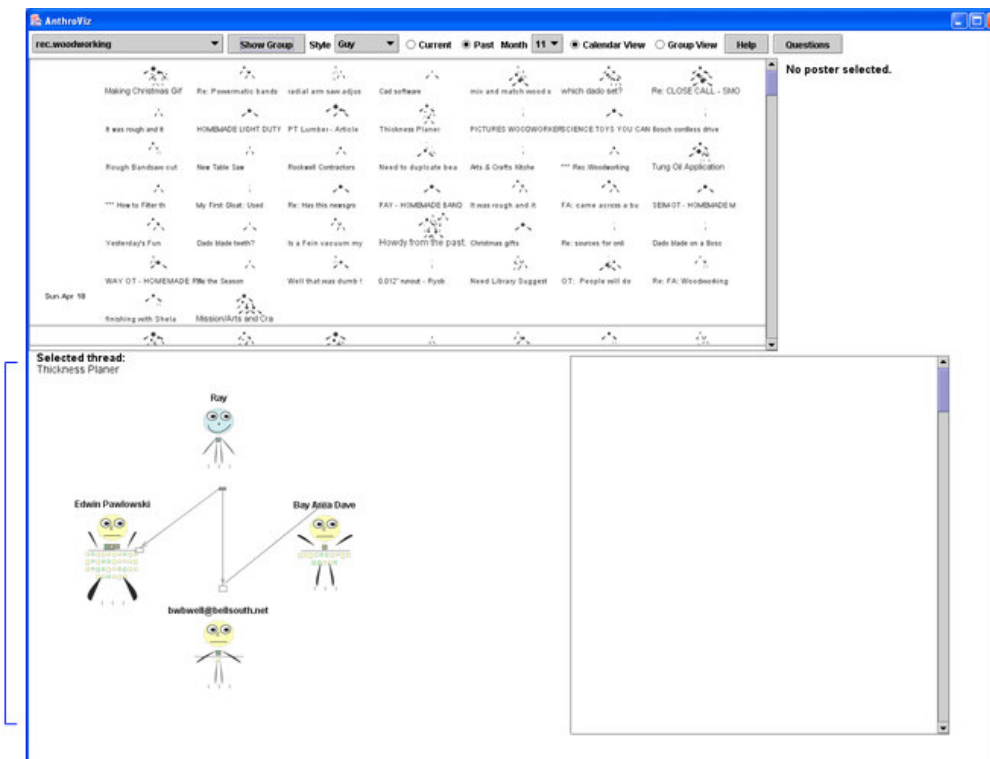 AnthroViz
rec.woodworking Show Group Style Guy Current Past Month 11 Calendar View Group View Help Questions
No poster selected.
Making Christmas Gif Re: Powermatic bands radial arm saw adjus Cad software mix and match wood s which dado set? Re: CLOSE CALL - SMO
It was rough and it HOMEMADE LIGHT DUTY PT Lumber - Article Thickness Planer PICTURES WOODWORKER SCIENCE TOYS YOU CAN Bosch cordless drive
Rough Bandsaw cut New Table Saw Rockwell Contractors Need to duplicate bea Arts & Crafts Kitche *** Rec.Woodworking Tung Oil Application
*** How to Filter th My First Gloat: Used Re: Has this newsgro FAY - HOMEMADE BAND It was rough and it FA: came across a bu HOMEMADE M
Yesterday's Fun Dado blade teeth? Is a Fein vacuum my Howdy from the past, Christmas gifts Re: sources for onli Dado blade on a Bosc
WAY OT - HOMEMADE the Season Well that was dumb ! 0.012" runout - Ryob Need Library Suggest OT: People will do Re: FA: Woodworking
Sun Apr 18
finishing with Shella Mission/Arts and Cra
Selected thread:
Thickness Planer
Ray
Edwin Pawlowski Bay Area Dave
bwbwell@bellsouth.net